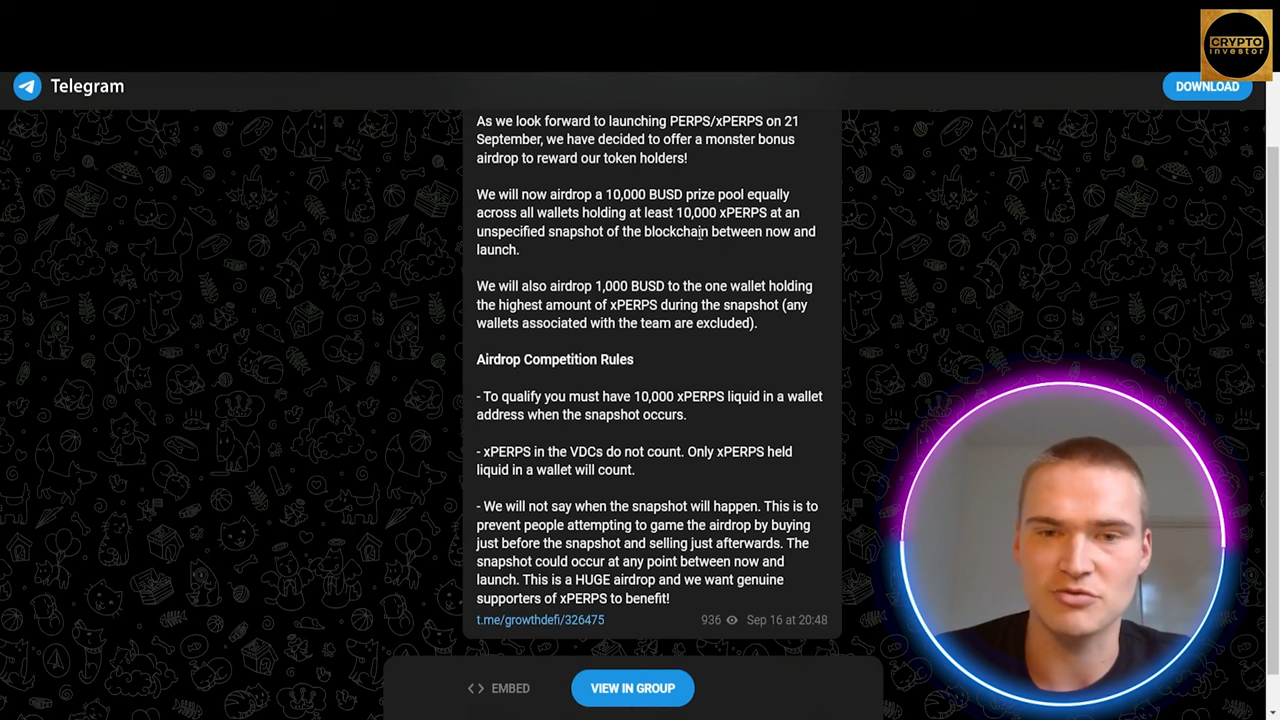 CRYPTO
investor
Telegram
DOWNLOAD
As we look forward to launching PERPS/xPERPS on 21
September, we have decided to offer a monster bonus
airdrop to reward our token holders!
We will now airdrop a 10,000 BUSD prize pool equally
across all wallets holding at least 10,000 xPERPS at an
unspecified snapshot of the blockchain between now and
launch.
We will also airdrop 1,000 BUSD to the one wallet holding
the highest amount of xPERPS during the snapshot (any
wallets associated with the team are excluded).
Airdrop Competition Rules
- To qualify you must have 10,000 xPERPS liquid in a wallet
address when the snapshot occurs.
- xPERPS in the VDCs do not count. Only xPERPS held
liquid in a wallet will count.
- We will not say when the snapshot will happen. This is to
prevent people attempting to game the airdrop by buying
just before the snapshot and selling just afterwards. The
snapshot could occur at any point between now and
launch. This is a HUGE airdrop and we want genuine
supporters of xPERPS to benefit!
t.me/growthdefi/326475 936 Sep 16 at 20:48
<> EMBED VIEW IN GROUP